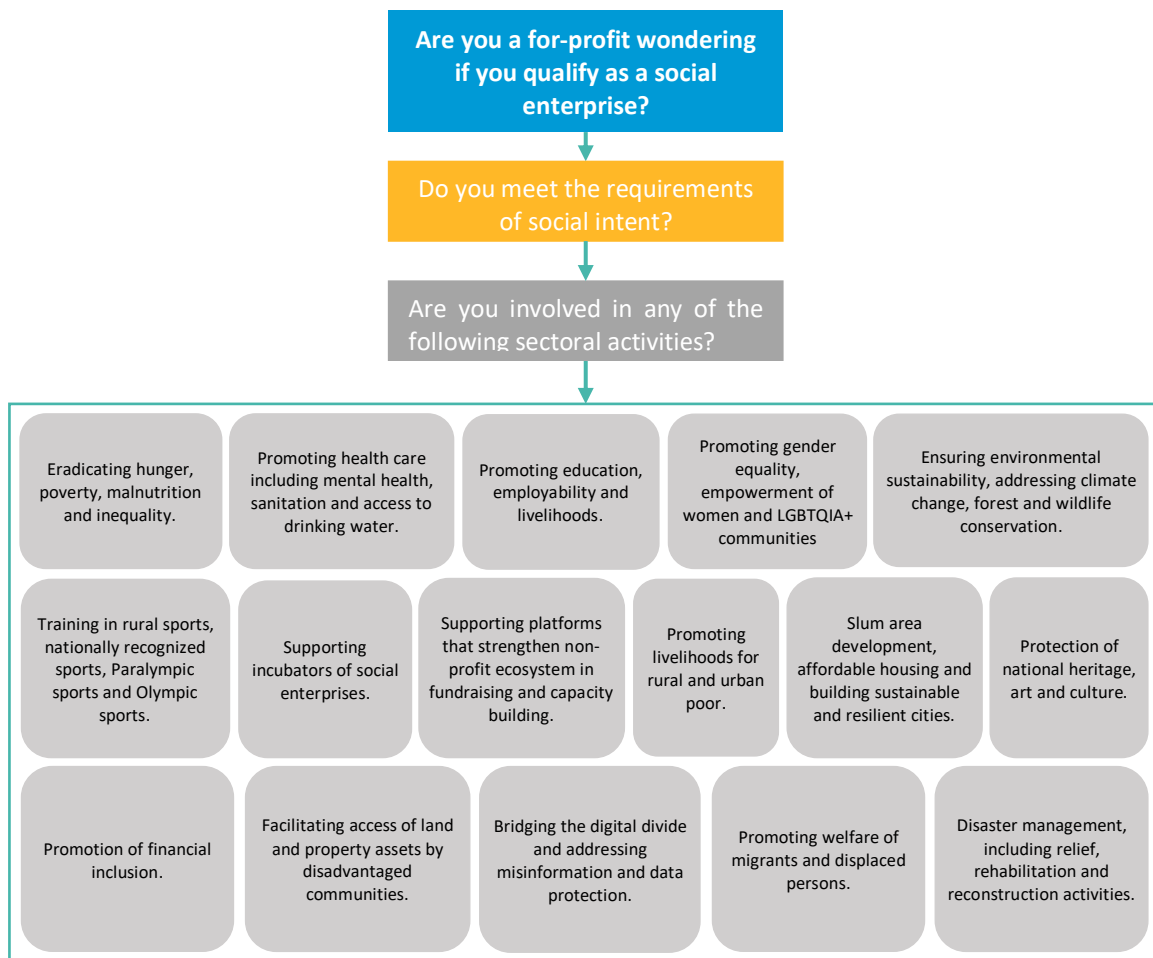 Are you a for-profit wondering
if you qualify as a social
enterprise?
Do you meet the requirements
of social intent?
Are you involved in any of the
following sectoral activities?
Eradicating hunger,
poverty, malnutrition
and inequality.
Promoting health care
including mental health,
sanitation and access to
drinking water.
Promoting education,
employability and
livelihoods.
Promoting gender
equality,
empowerment of
women and LGBTQIA+
communities
Ensuring environmental
sustainability, addressing climate
change, forest and wildlife
conservation.
Training in rural sports,
nationally recognized
sports, Paralympic
sports and Olympic
sports.
Supporting
incubators of social
enterprises.
Supporting platforms
that strengthen non-
profit ecosystem in
fundraising and capacity
building.
Promoting
livelihoods for
rural and urban
poor.
Slum area
development,
affordable housing and
building sustainable
and resilient cities.
Protection of
national heritage,
art and culture.
Promotion of financial
inclusion.
Facilitating access of land
and property assets by
disadvantaged
communities.
Bridging the digital divide
and addressing
misinformation and data
protection.
Promoting welfare of
migrants and displaced
persons.
Disaster management,
including relief,
rehabilitation and
reconstruction activities.